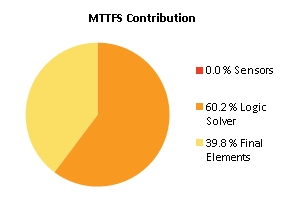 MTTFS Contribution
0.0 % Sensors
60.2 % Logic
Solver
39.8 % Final
Elements